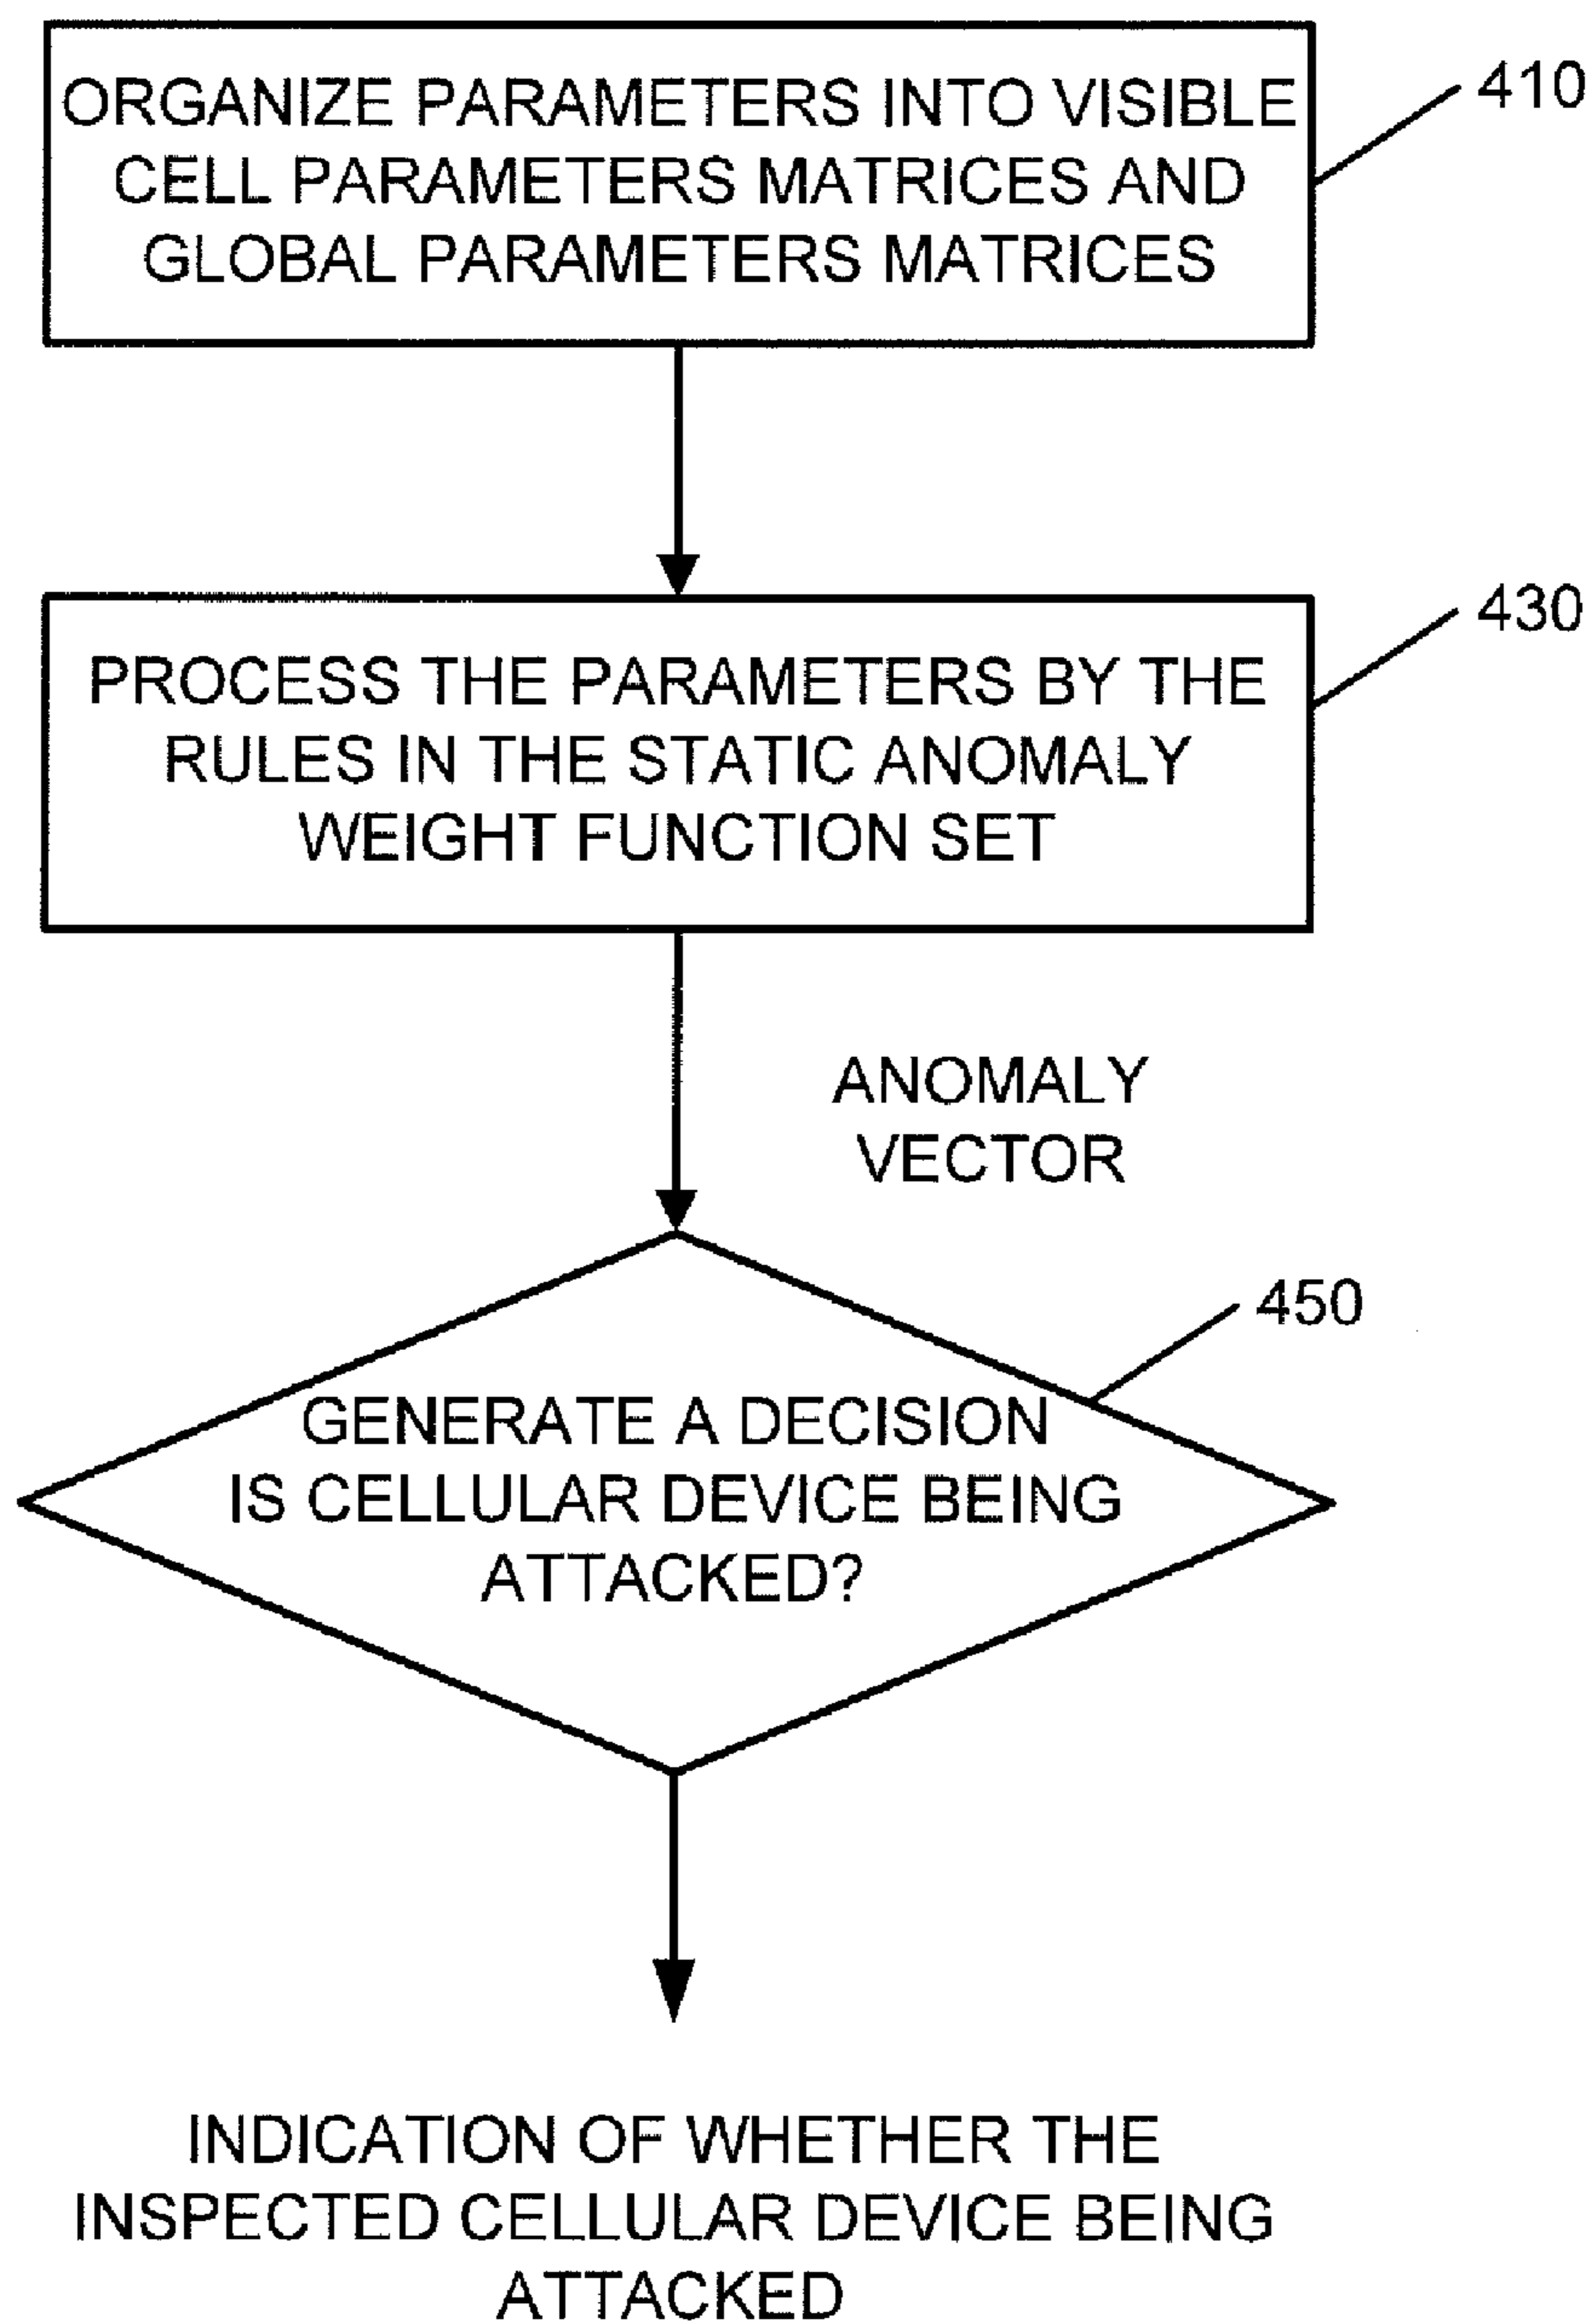 ORGANIZE PARAMETERS INTO VISIBLE
CELL PARAMETERS MATRICES AND
GLOBAL PARAMETERS MATRICES
410
PROCESS THE PARAMETERS BY THE
RULES IN THE STATIC ANOMALY
WEIGHT FUNCTION SET
430
ANOMALY
VECTOR
450
GENERATE A DECISION
IS CELLULAR DEVICE BEING
ATTACKED?
INDICATION OF WHETHER THE
INSPECTED CELLULAR DEVICE BEING
ATTACKED